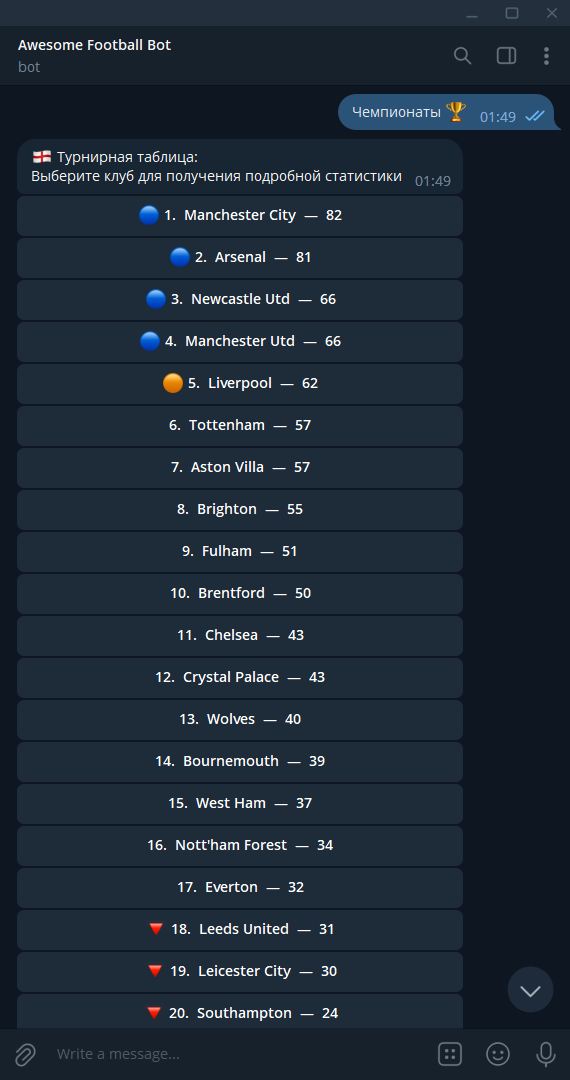 Awesome Football Bot
bot
Чемпионаты 🏆 01:49
🏴󠁧󠁢󠁥󠁮󠁧󠁿 Турнирная таблица:
Выберите клуб для получения подробной статистики 01:49
🔵 1. Manchester City — 82
🔵 2. Arsenal — 81
🔵 3. Newcastle Utd — 66
🔵 4. Manchester Utd — 66
🟠 5. Liverpool — 62
6. Tottenham — 57
7. Aston Villa — 57
8. Brighton — 55
9. Fulham — 51
10. Brentford — 50
11. Chelsea — 43
12. Crystal Palace — 43
13. Wolves — 40
14. Bournemouth — 39
15. West Ham — 37
16. Nott'ham Forest — 34
17. Everton — 32
🔻 18. Leeds United — 31
🔻 19. Leicester City — 30
🔻 20. Southampton — 24
Write a message...